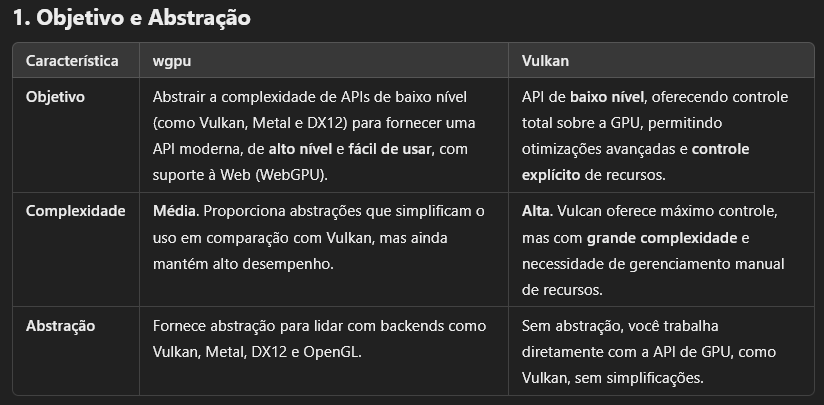 1. Objetivo e Abstração
Característica wgpu Vulkan
Objetivo
Abstrair a complexidade de APIs de baixo nível
(como Vulkan, Metal e DX12) para fornecer uma
API moderna, de alto nível e fácil de usar, com
suporte à Web (WebGPU).
API de baixo nível, oferecendo controle
total sobre a GPU, permitindo
otimizações avançadas e controle
explícito de recursos.
Complexidade
Média. Proporciona abstrações que simplificam o
uso em comparação com Vulkan, mas ainda
mantém alto desempenho.
Alta. Vulcan oferece máximo controle,
mas com grande complexidade e
necessidade de gerenciamento manual
de recursos.
Abstração
Fornece abstração para lidar com backends como
Vulkan, Metal, DX12 e OpenGL.
Sem abstração, você trabalha
diretamente com a API de GPU, como
Vulkan, sem simplificações.